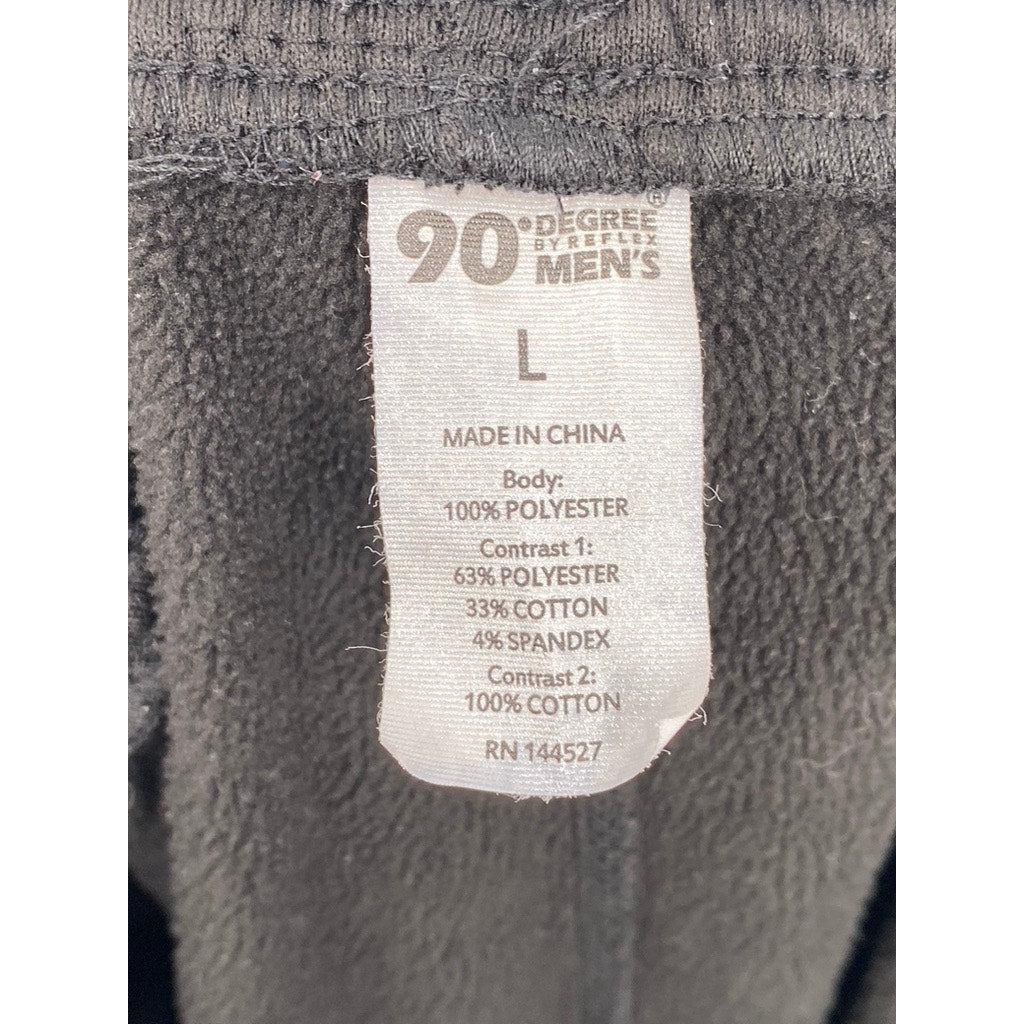 90° DEGREE®
BY REFLEX
MEN'S
L
MADE IN CHINA
Body:
100% POLYESTER
Contrast 1:
63% POLYESTER
33% COTTON
4% SPANDEX
Contrast 2:
100% COTTON
RN 144527